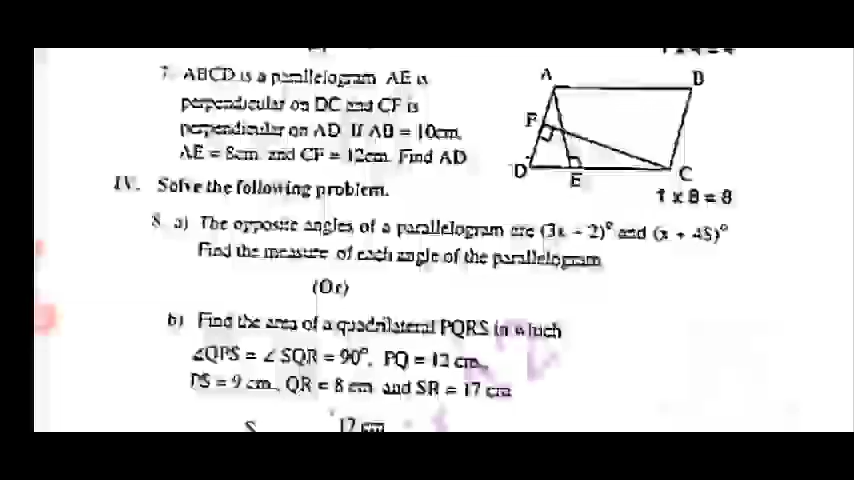 7. ABCD is a parallelogram AE is
perpendicular on DC and CF is
perpendicular on AD If AB = 10cm,
AE = 8cm and CF = 12cm. Find AD
A
B
F
D
E
C
1 x 8 = 8
IV. Solve the following problem.
8. a) The opposite angles of a parallelogram are (3x - 2)° and (x + 48)°
Find the measure of each angle of the parallelogram
(Or)
b) Find the area of a quadrilateral PQRS in which
∠QPS = ∠SQR = 90°, PQ = 12 cm,
PS = 9 cm., QR = 8 cm and SR = 17 cm
S
17 cm